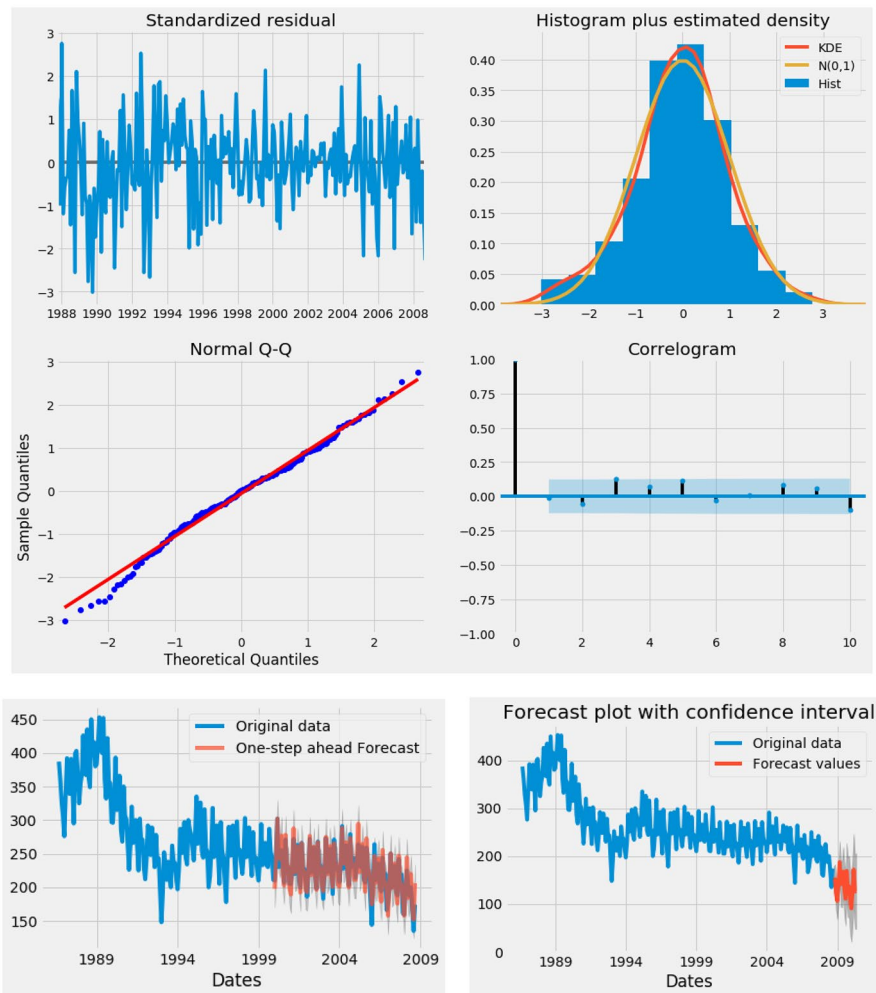 Standardized residual
3
2
1
0
−1
−2
−3
1988 1990 1992 1994 1996 1998 2000 2002 2004 2006 2008
Histogram plus estimated density
KDE
N(0,1)
Hist
0.40
0.35
0.30
0.25
0.20
0.15
0.10
0.05
0.00
−3 −2 −1 0 1 2 3
Normal Q-Q
Sample Quantiles
3
2
1
0
−1
−2
−3
−2 −1 0 1 2
Theoretical Quantiles
Correlogram
1.00
0.75
0.50
0.25
0.00
−0.25
−0.50
−0.75
−1.00
0 2 4 6 8 10
Original data
One-step ahead Forecast
450
400
350
300
250
200
150
1989 1994 1999 2004 2009
Dates
Forecast plot with confidence interval
Original data
Forecast values
400
300
200
100
0
1989 1994 1999 2004 2009
Dates